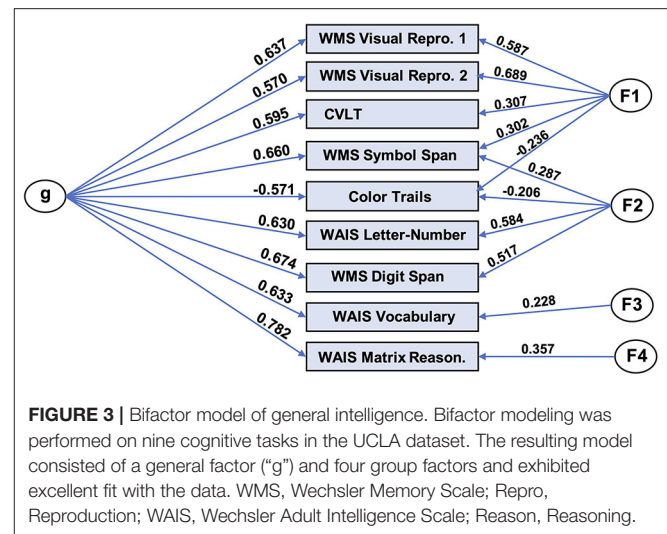 WMS Visual Repro. 1
WMS Visual Repro. 2
CVLT
WMS Symbol Span
Color Trails
WAIS Letter-Number
WMS Digit Span
WAIS Vocabulary
WAIS Matrix Reason.
g
0.637
0.570
0.595
0.660
-0.571
0.630
0.674
0.633
0.782
F1
0.587
0.689
0.307
0.302
-0.236
F2
0.287
-0.206
0.584
0.517
F3
0.228
F4
0.357
FIGURE 3 | Bifactor model of general intelligence. Bifactor modeling was
performed on nine cognitive tasks in the UCLA dataset. The resulting model
consisted of a general factor (“g”) and four group factors and exhibited
excellent fit with the data. WMS, Wechsler Memory Scale; Repro,
Reproduction; WAIS, Wechsler Adult Intelligence Scale; Reason, Reasoning.